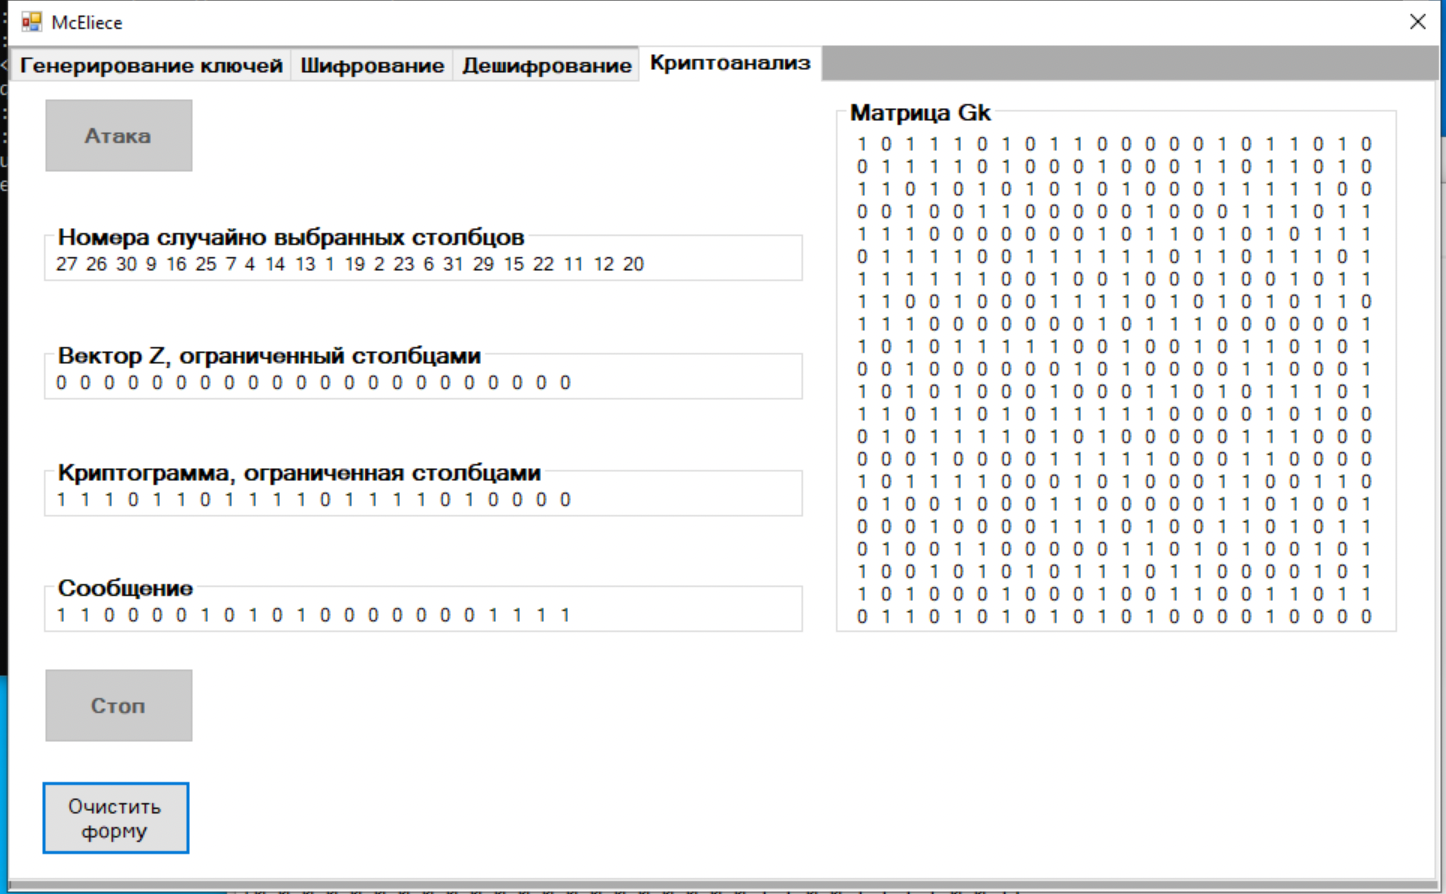 McEliece
Генерирование ключей
Шифрование
Дешифрование
Криптоанализ
Атака
Номера случайно выбранных столбцов
27 26 30 9 16 25 7 4 14 13 1 19 2 23 6 31 29 15 22 11 12 20
Вектор Z, ограниченный столбцами
0 0 0 0 0 0 0 0 0 0 0 0 0 0 0 0 0 0 0 0 0 0
Криптограмма, ограниченная столбцами
1 1 1 0 1 1 0 1 1 1 1 0 1 1 1 1 0 1 0 0 0 0
Сообщение
1 1 0 0 0 0 1 0 1 0 1 0 0 0 0 0 0 0 1 1 1 1
Стоп
Очистить
форму
Матрица Gk
1 0 1 1 1 0 1 0 1 1 0 0 0 0 0 1 0 1 1 0 1 0
0 1 1 1 1 0 1 0 0 0 1 0 0 0 1 1 0 1 1 0 1 0
1 1 0 1 0 1 0 1 0 1 0 1 0 0 0 1 1 1 1 1 0 0
0 0 1 0 0 1 1 0 0 0 0 0 1 0 0 0 1 1 1 0 1 1
1 1 1 0 0 0 0 0 0 0 1 0 1 1 0 1 0 1 0 1 1 1
0 1 1 1 1 0 0 1 1 1 1 1 1 0 1 1 0 1 1 1 0 1
1 1 1 1 1 1 0 0 1 0 0 1 0 0 0 1 0 0 1 0 1 1
1 1 0 0 1 0 0 0 1 1 1 1 0 1 0 1 0 1 0 1 1 0
1 1 1 0 0 0 0 0 0 0 1 0 1 1 1 0 0 0 0 0 0 1
1 0 1 0 1 1 1 1 1 0 0 1 0 0 1 0 1 1 0 1 0 1
0 0 1 0 0 0 0 0 0 1 0 1 0 0 0 0 1 1 0 0 0 1
1 0 1 0 1 0 0 0 1 0 0 0 1 1 0 1 0 1 1 1 0 1
1 1 0 1 1 0 1 0 1 1 1 1 1 0 0 0 0 1 0 1 0 0
0 1 0 1 1 1 1 0 1 0 1 0 0 0 0 0 1 1 1 0 0 0
0 0 0 1 0 0 0 0 1 1 1 1 1 0 0 0 1 1 0 0 0 0
1 0 1 1 1 1 0 0 0 1 0 1 0 0 0 1 1 0 0 1 1 0
0 1 0 0 1 0 0 0 1 1 0 0 0 0 0 1 1 0 1 0 0 1
0 0 0 1 0 0 0 0 0 1 1 1 0 1 0 0 1 1 0 1 0 1 1
0 1 0 0 1 1 0 0 0 0 0 1 1 0 1 0 1 0 0 1 0 1
1 0 0 1 0 1 0 1 0 1 1 1 0 1 1 0 0 0 0 1 0 1
1 0 1 0 0 0 1 0 0 0 1 0 0 1 1 0 0 1 1 0 1 1
0 1 1 0 1 0 1 0 1 0 1 0 1 0 0 0 0 1 0 0 0 0